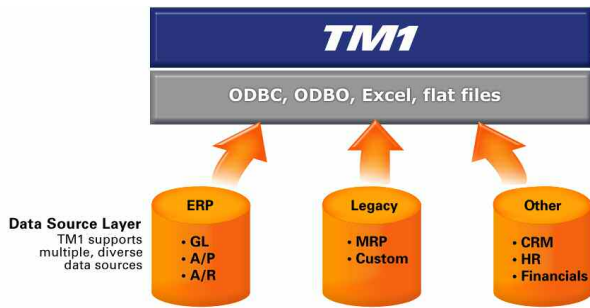 TM1
ODBC, ODBO, Excel, flat files
Data Source Layer
TM1 supports
multiple, diverse
data sources
ERP
• GL
• A/P
• A/R
Legacy
• MRP
• Custom
Other
• CRM
• HR
• Financials